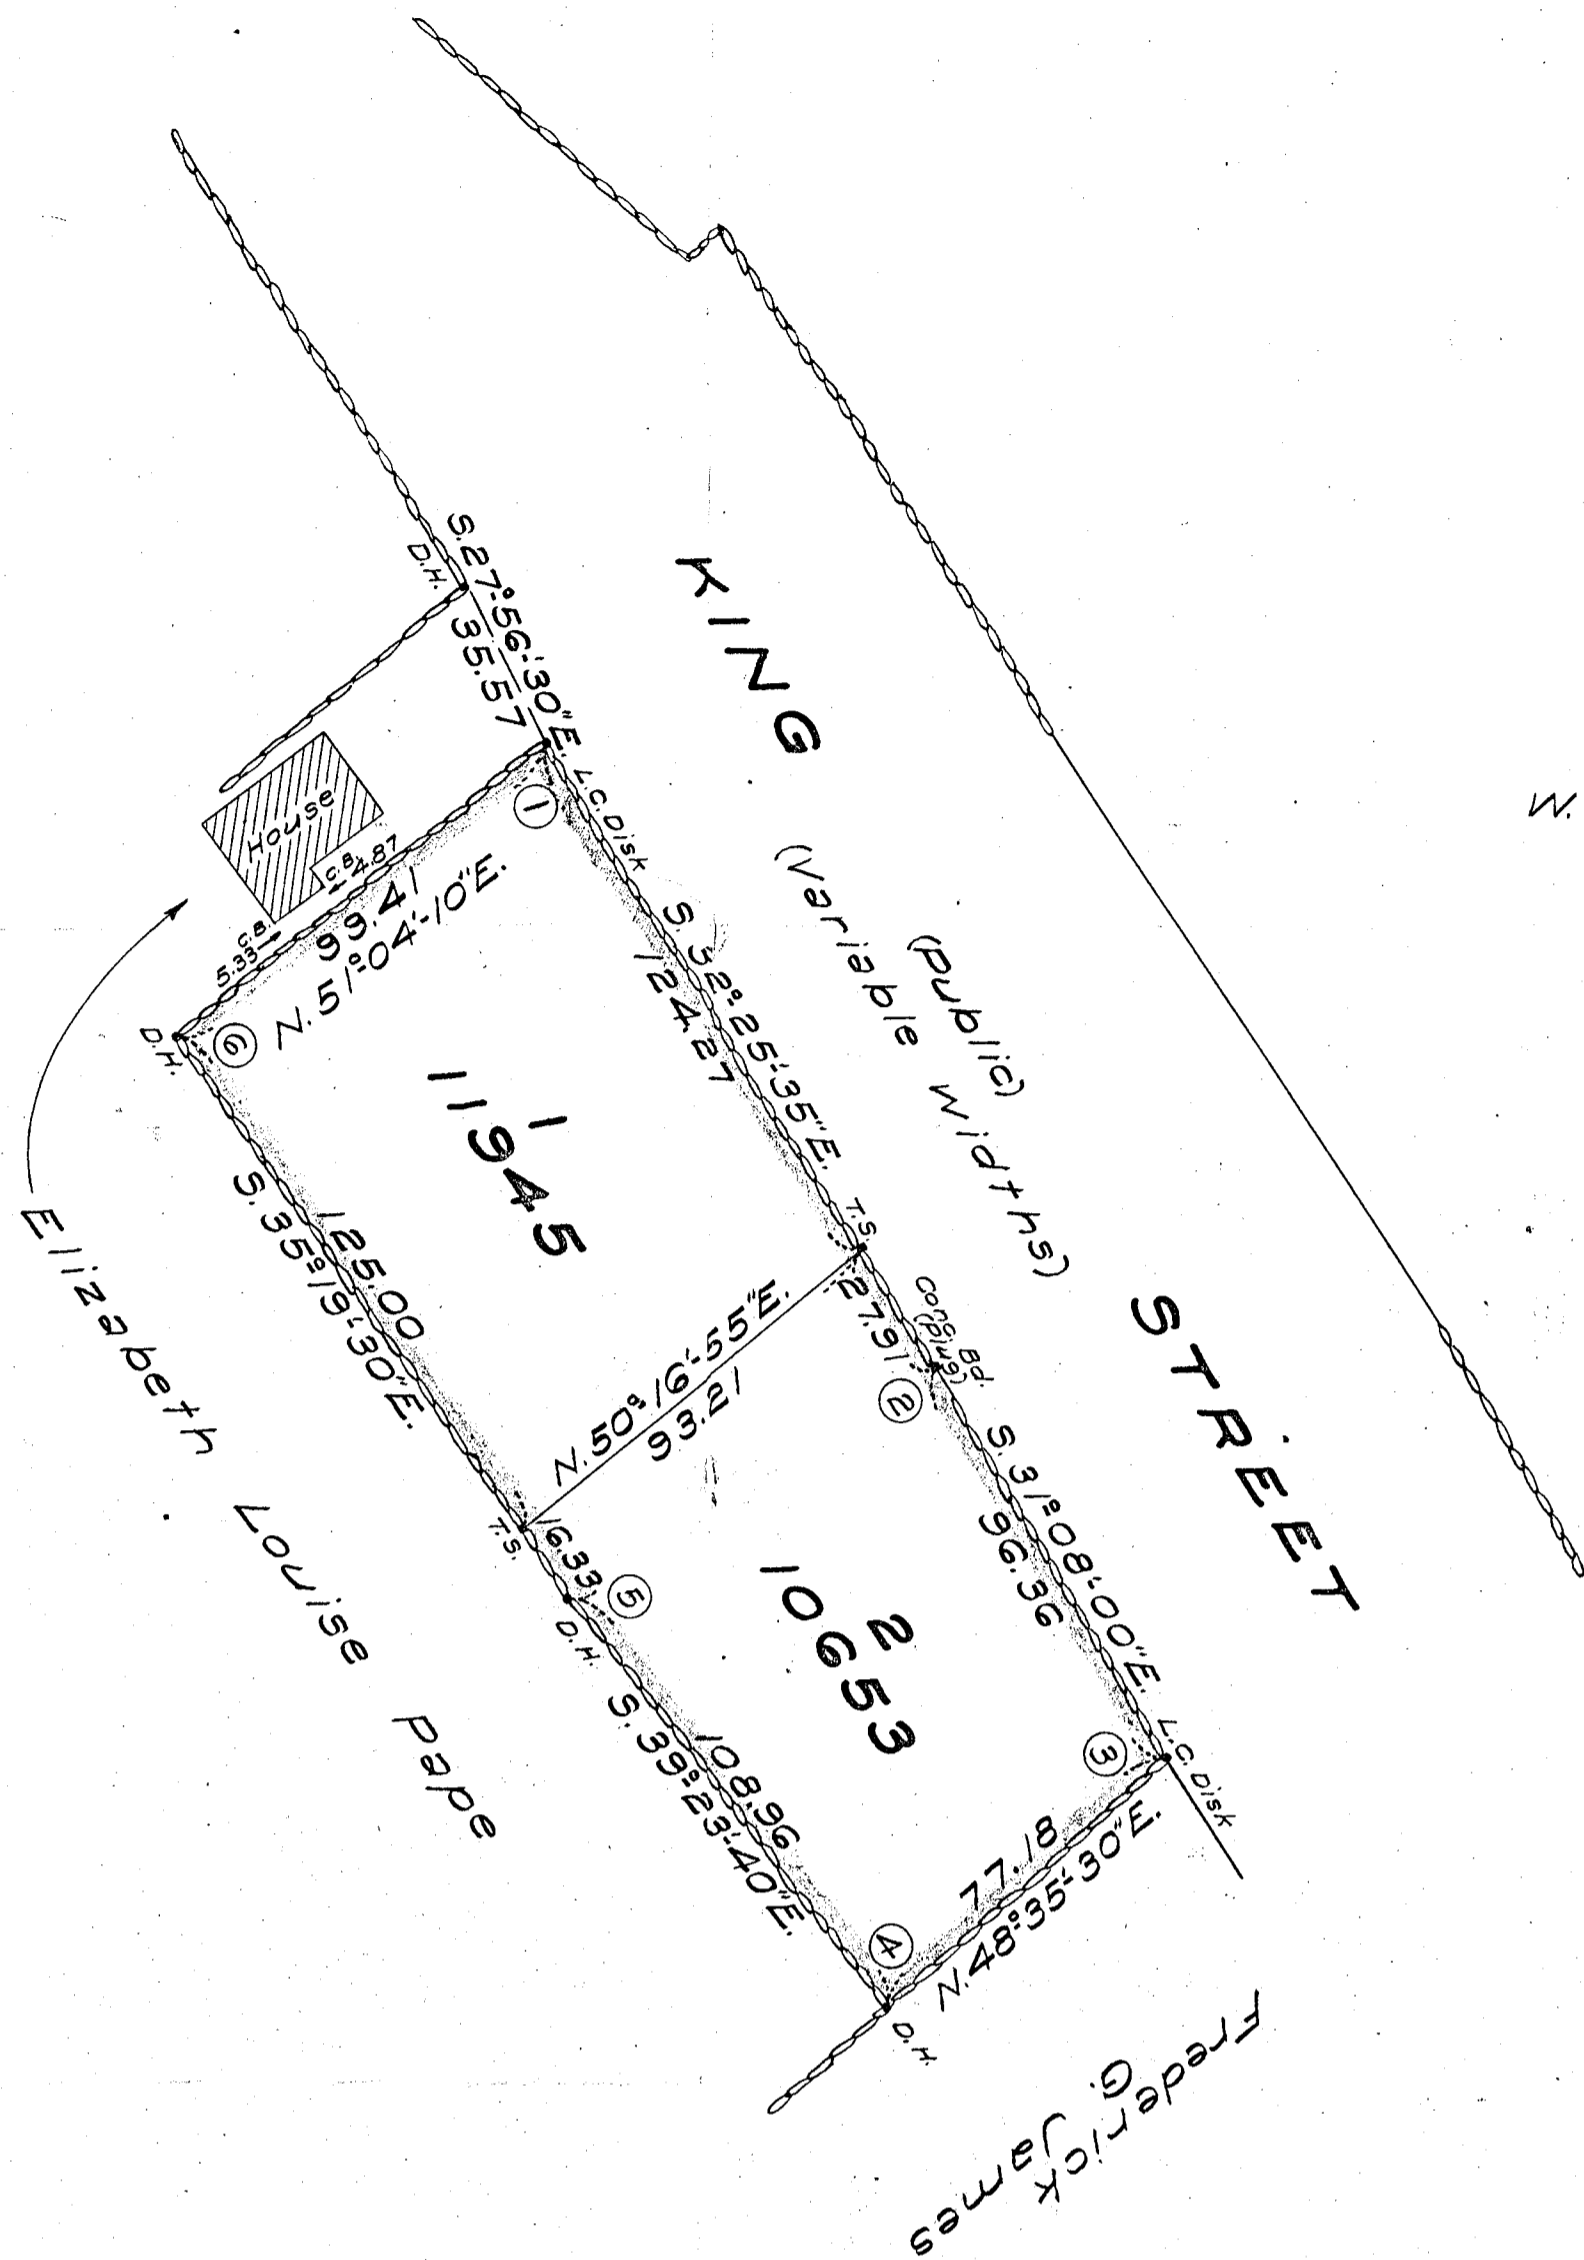 W.
KING STREET
(public)
(variable widths)
S.27°-56'-30"E.
35.57
D.H.
L.C. Disk
1
House
C.B.
4.87
C.B.
5.33
99.41
N.51°-04'-10"E.
S.32°-25'-35"E.
124.27
T.S.
27.91
Conc. Bd.
(plug)
2
S.31°-08'-00"E.
96.36
L.C. Disk
3
6
D.H.
1
11945
125.00
S.35°-19'-30"E.
N.50°-16'-55"E.
93.21
T.S.
16.33
5
D.H.
2
10653
108.96
S.39°-23'-40"E.
77.18
N.48°-35'-30"E.
4
D.H.
Elizabeth Louise Pape
Frederick
G.
James